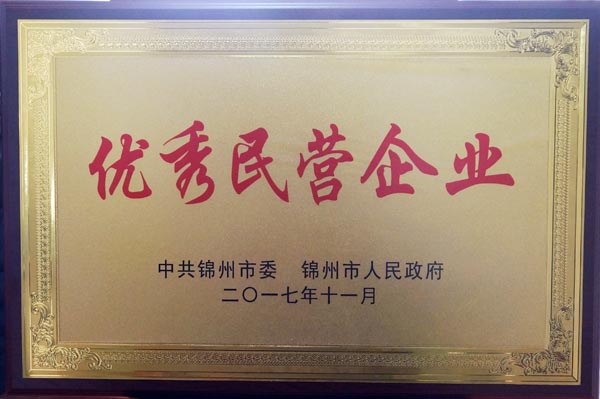 优秀民营企业
中共锦州市委 锦州市人民政府
二〇一七年十一月